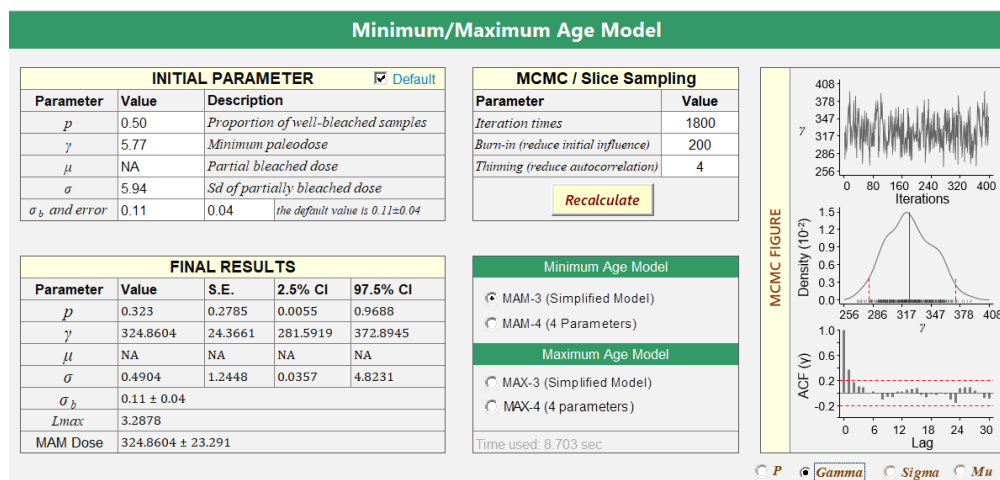 Minimum/Maximum Age Model
INITIAL PARAMETER Default
Parameter Value Description
p 0.50 Proportion of well-bleached samples
γ 5.77 Minimum paleodose
μ NA Partial bleached dose
σ 5.94 Sd of partially bleached dose
σb and error 0.11 0.04 the default value is 0.11±0.04
MCMC / Slice Sampling
Parameter Value
Iteration times 1800
Burn-in (reduce initial influence) 200
Thinning (reduce autocorrelation) 4
Recalculate
FINAL RESULTS
Parameter Value S.E. 2.5% CI 97.5% CI
p 0.323 0.2785 0.0055 0.9688
γ 324.8604 24.3661 281.5919 372.8945
μ NA NA NA NA
σ 0.4904 1.2448 0.0357 4.8231
σb 0.11 ± 0.04
Lmax 3.2878
MAM Dose 324.8604 ± 23.291
Minimum Age Model
MAM-3 (Simplified Model)
MAM-4 (4 Parameters)
Maximum Age Model
MAX-3 (Simplified Model)
MAX-4 (4 parameters)
Time used: 8.703 sec
MCMC FIGURE
γ
408
378
347
317
286
256
0 80 160 240 320 400
Iterations
Density (10⁻²)
1.5
1.2
0.9
0.6
0.3
0.0
256 286 317 347 378 408
γ
ACF (γ)
1.0
0.6
0.2
-0.2
0 6 12 18 24 30
Lag
P Gamma Sigma Mu